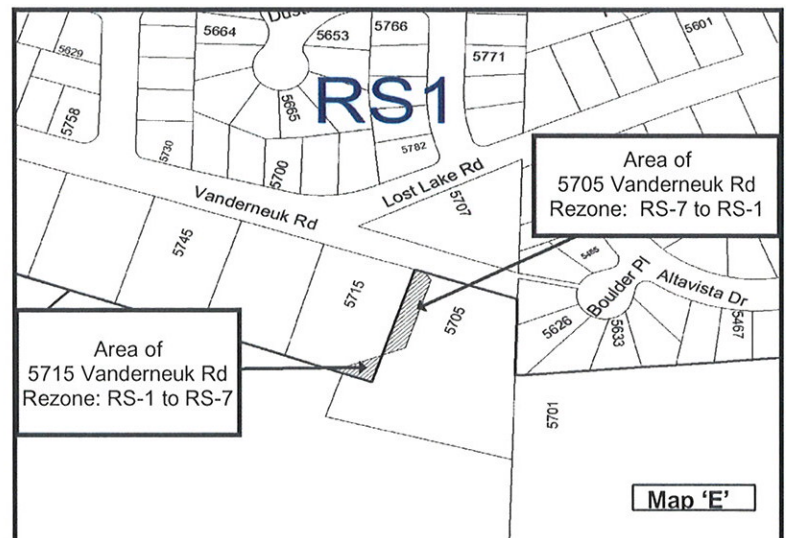 Dust
5664
5653
5766
5601
5629
5771
RS1
5758
5665
5730
5782
5700
Lost Lake Rd
5707
Vanderneuk Rd
Area of
5705 Vanderneuk Rd
Rezone: RS-7 to RS-1
5745
5715
5705
5465
Boulder Pl
Altavista Dr
5626
5633
5467
Area of
5715 Vanderneuk Rd
Rezone: RS-1 to RS-7
5701
Map ‘E’